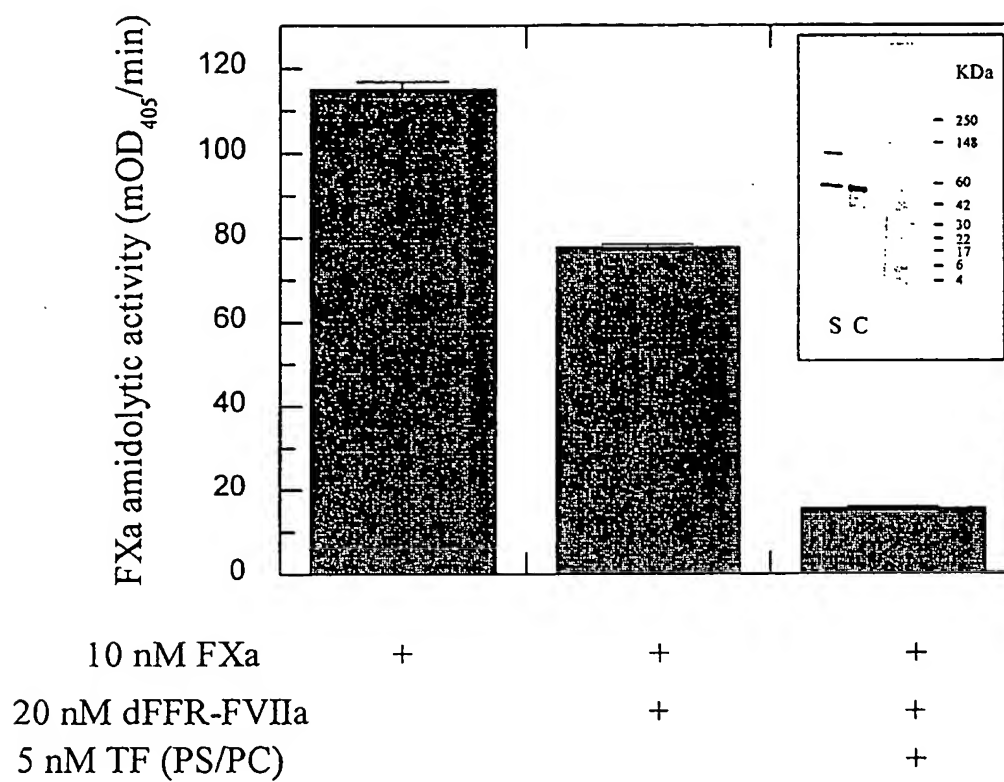 FXa amidolytic activity (mOD405/min)
120
100
80
60
40
20
0
KDa
250
148
60
42
30
22
17
6
4
S C
10 nM FXa + + +
20 nM dFFR-FVIIa + +
5 nM TF (PS/PC) +